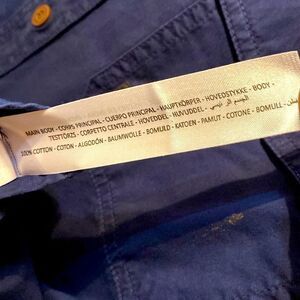 MAIN BODY - CORPS PRINCIPAL - CUERPO PRINCIPAL - HAUPTKÖRPER - HOVEDSTYKKE - BODY -
TESTTÖRZS - CORPETTO CENTRALE - HOVEDDEL - HUVUDDEL - الجسم الرئيسي
100% COTTON - COTON - ALGODÓN - BAUMWOLLE - BOMULD - KATOEN - PAMUT - COTONE - BOMULL -